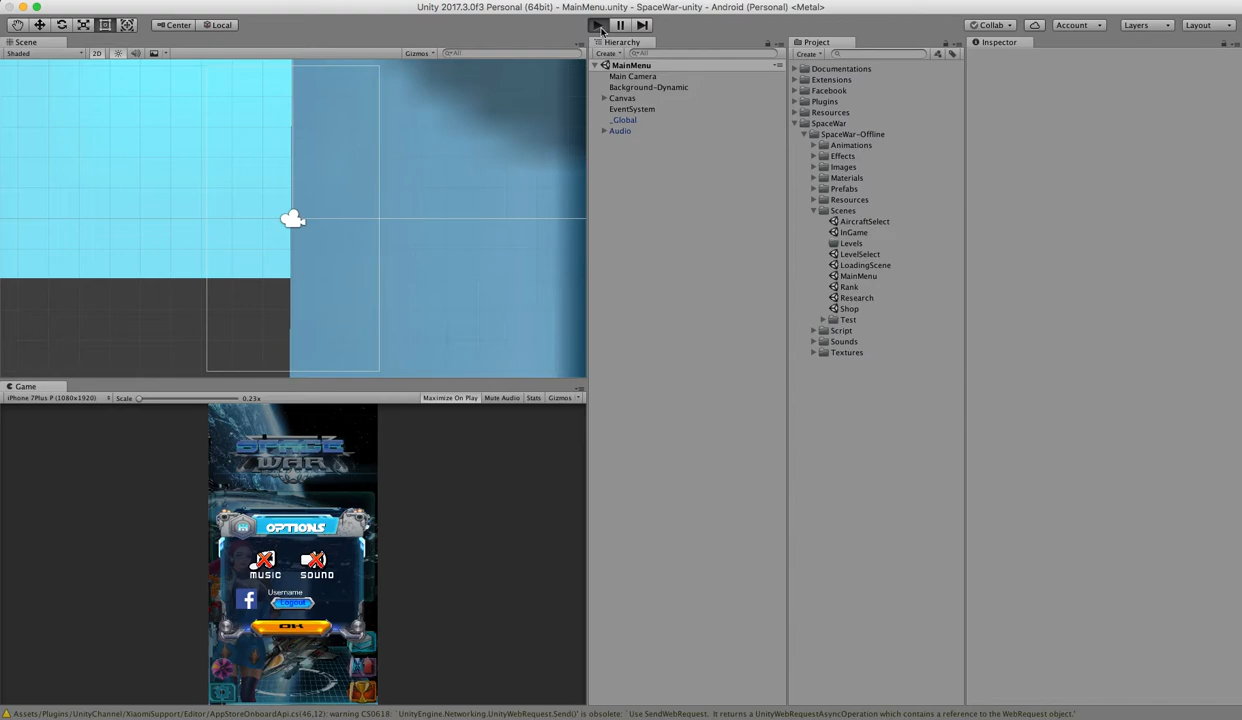 Unity 2017.3.0f3 Personal (64bit) - MainMenu.unity - SpaceWar-unity - Android (Personal) <Metal>
Center Local Collab Account Layers Layout
Scene
Shaded 2D Gizmos All
Hierarchy
Create All
MainMenu
Main Camera
Background-Dynamic
Canvas
EventSystem
_Global
Audio
Project
Create
Documentations
Extensions
Facebook
Plugins
Resources
SpaceWar
SpaceWar-Offline
Animations
Effects
Images
Materials
Prefabs
Resources
Scenes
AircraftSelect
InGame
Levels
LevelSelect
LoadingScene
MainMenu
Rank
Research
Shop
Test
Script
Sounds
Textures
Inspector
Game
iPhone 7Plus P (1080x1920) Scale 0.23x Maximize On Play Mute Audio Stats Gizmos
SPACE
WAR
OPTIONS
MUSIC SOUND
Username
f Logout
OK
Assets/Plugins/UnityChannel/XiaomiSupport/Editor/AppStoreOnboardApi.cs(46,12): warning CS0618: `UnityEngine.Networking.UnityWebRequest.Send()' is obsolete: `Use SendWebRequest. It returns a UnityWebRequestAsyncOperation which contains a reference to the WebRequest object.'